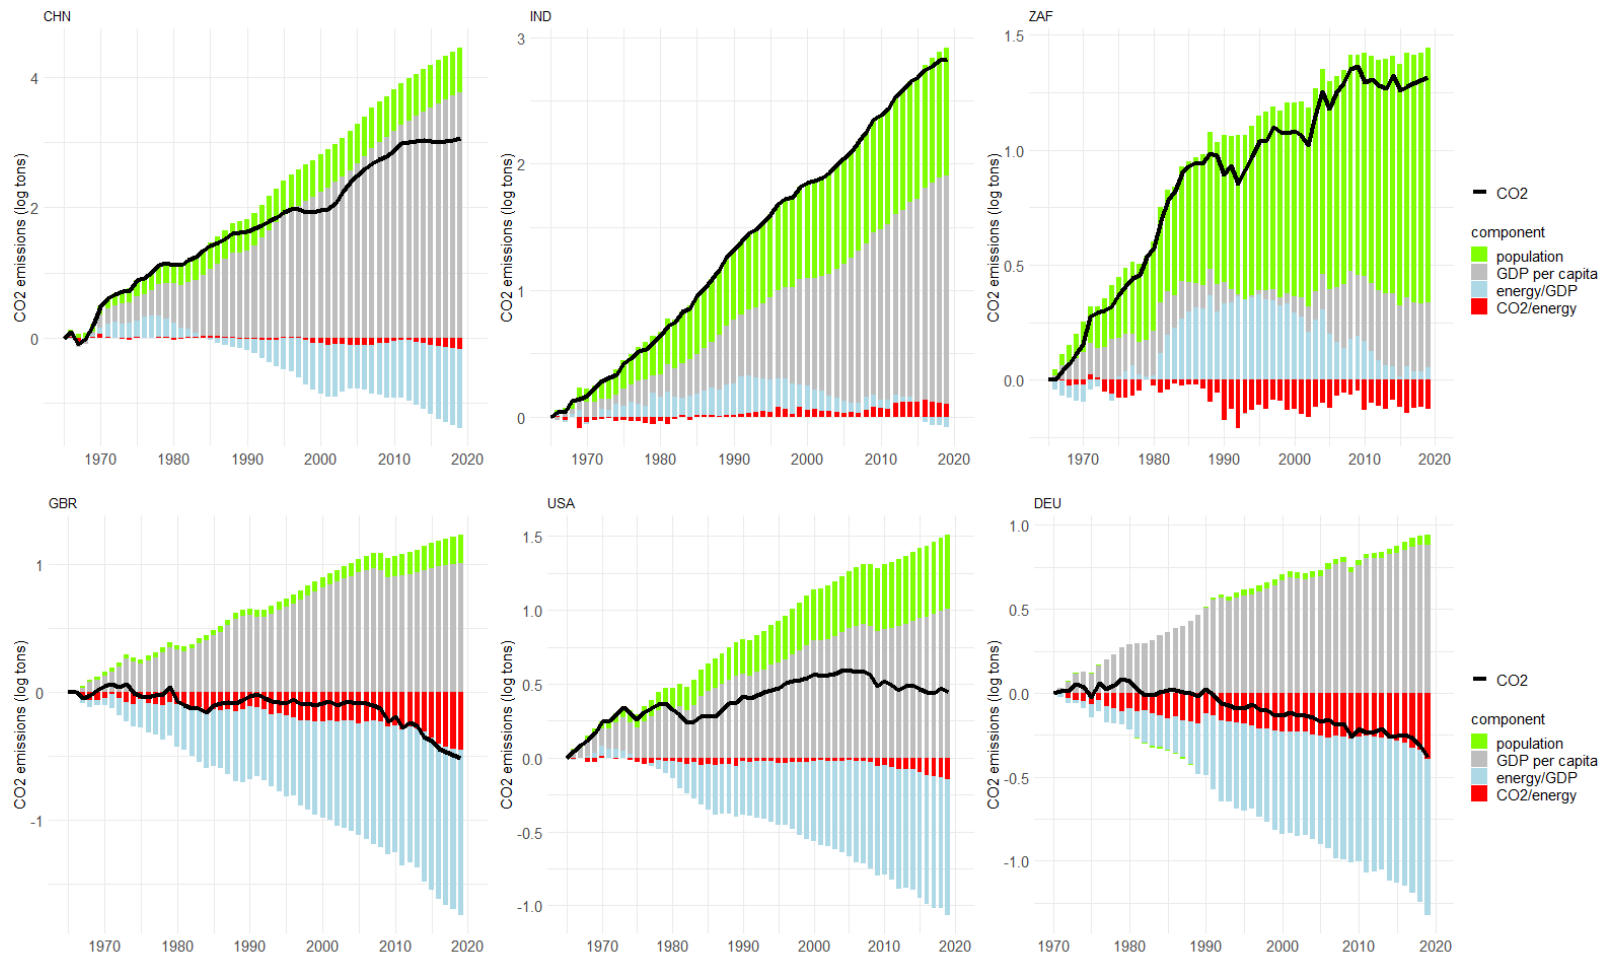 CHN
CO2 emissions (log tons)
4
2
0
1970 1980 1990 2000 2010 2020
IND
CO2 emissions (log tons)
3
2
1
0
1970 1980 1990 2000 2010 2020
ZAF
CO2 emissions (log tons)
1.5
1.0
0.5
0.0
1970 1980 1990 2000 2010 2020
CO2
component
population
GDP per capita
energy/GDP
CO2/energy
GBR
CO2 emissions (log tons)
1
0
-1
1970 1980 1990 2000 2010 2020
USA
CO2 emissions (log tons)
1.5
1.0
0.5
0.0
-0.5
-1.0
1970 1980 1990 2000 2010 2020
DEU
CO2 emissions (log tons)
1.0
0.5
0.0
-0.5
-1.0
1970 1980 1990 2000 2010 2020
CO2
component
population
GDP per capita
energy/GDP
CO2/energy